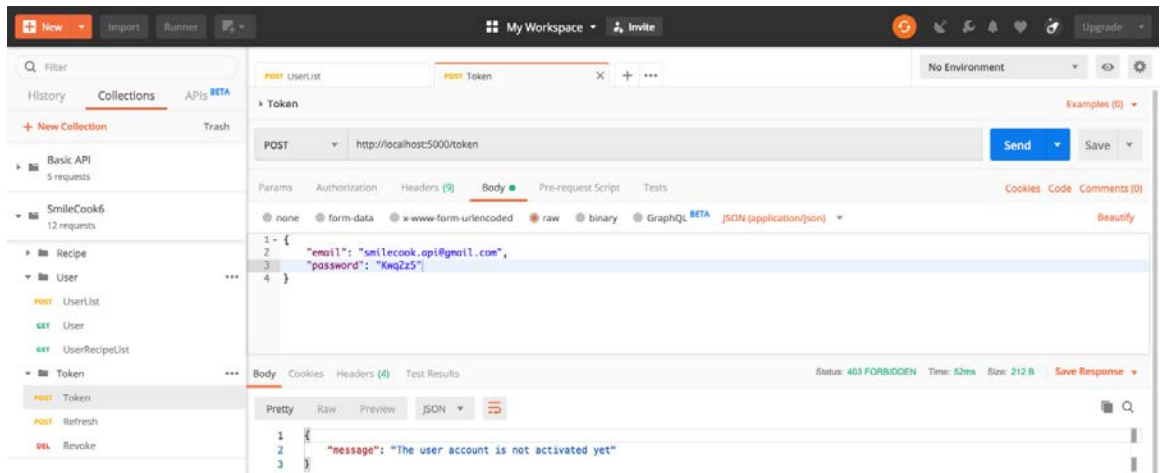 New Import Runner My Workspace Invite Upgrade
Filter
History Collections APIs BETA
+ New Collection Trash
Basic API
5 requests
SmileCook6
12 requests
Recipe
User
POST UserList
GET User
GET UserRecipeList
Token
POST Token
POST Refresh
DEL Revoke
POST UserList POST Token No Environment
Token Examples (0)
POST http://localhost:5000/token Send Save
Params Authorization Headers (9) Body Pre-request Script Tests Cookies Code Comments (0)
none form-data x-www-form-urlencoded raw binary GraphQL BETA JSON (application/json) Beautify
1 {
2 "email": "smilecook.api@gmail.com",
3 "password": "Kwq2z5"
4 }
Body Cookies Headers (4) Test Results Status: 403 FORBIDDEN Time: 52ms Size: 212 B Save Response
Pretty Raw Preview JSON
1 {
2 "message": "The user account is not activated yet"
3 }